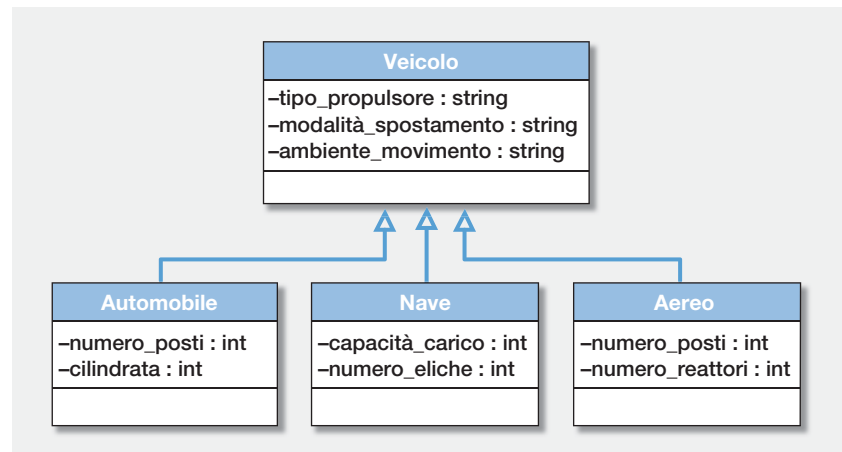 Veicolo
–tipo_propulsore : string
–modalità_spostamento : string
–ambiente_movimento : string
Automobile
–numero_posti : int
–cilindrata : int
Nave
–capacità_carico : int
–numero_eliche : int
Aereo
–numero_posti : int
–numero_reattori : int